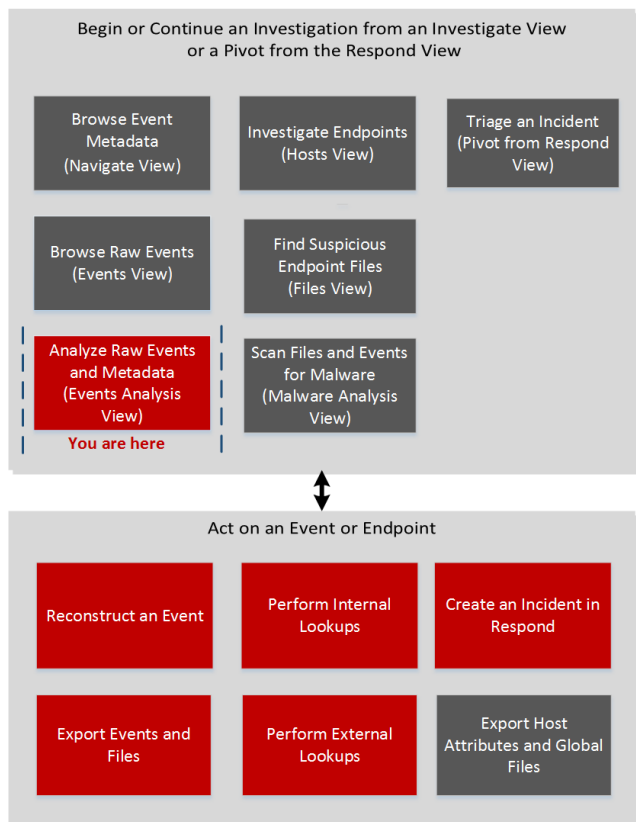 Begin or Continue an Investigation from an Investigate View
or a Pivot from the Respond View
Browse Event
Metadata
(Navigate View)
Investigate Endpoints
(Hosts View)
Triage an Incident
(Pivot from Respond
View)
Browse Raw Events
(Events View)
Find Suspicious
Endpoint Files
(Files View)
Analyze Raw Events
and Metadata
(Events Analysis
View)
You are here
Scan Files and Events
for Malware
(Malware Analysis
View)
Act on an Event or Endpoint
Reconstruct an Event
Perform Internal
Lookups
Create an Incident in
Respond
Export Events and
Files
Perform External
Lookups
Export Host
Attributes and Global
Files